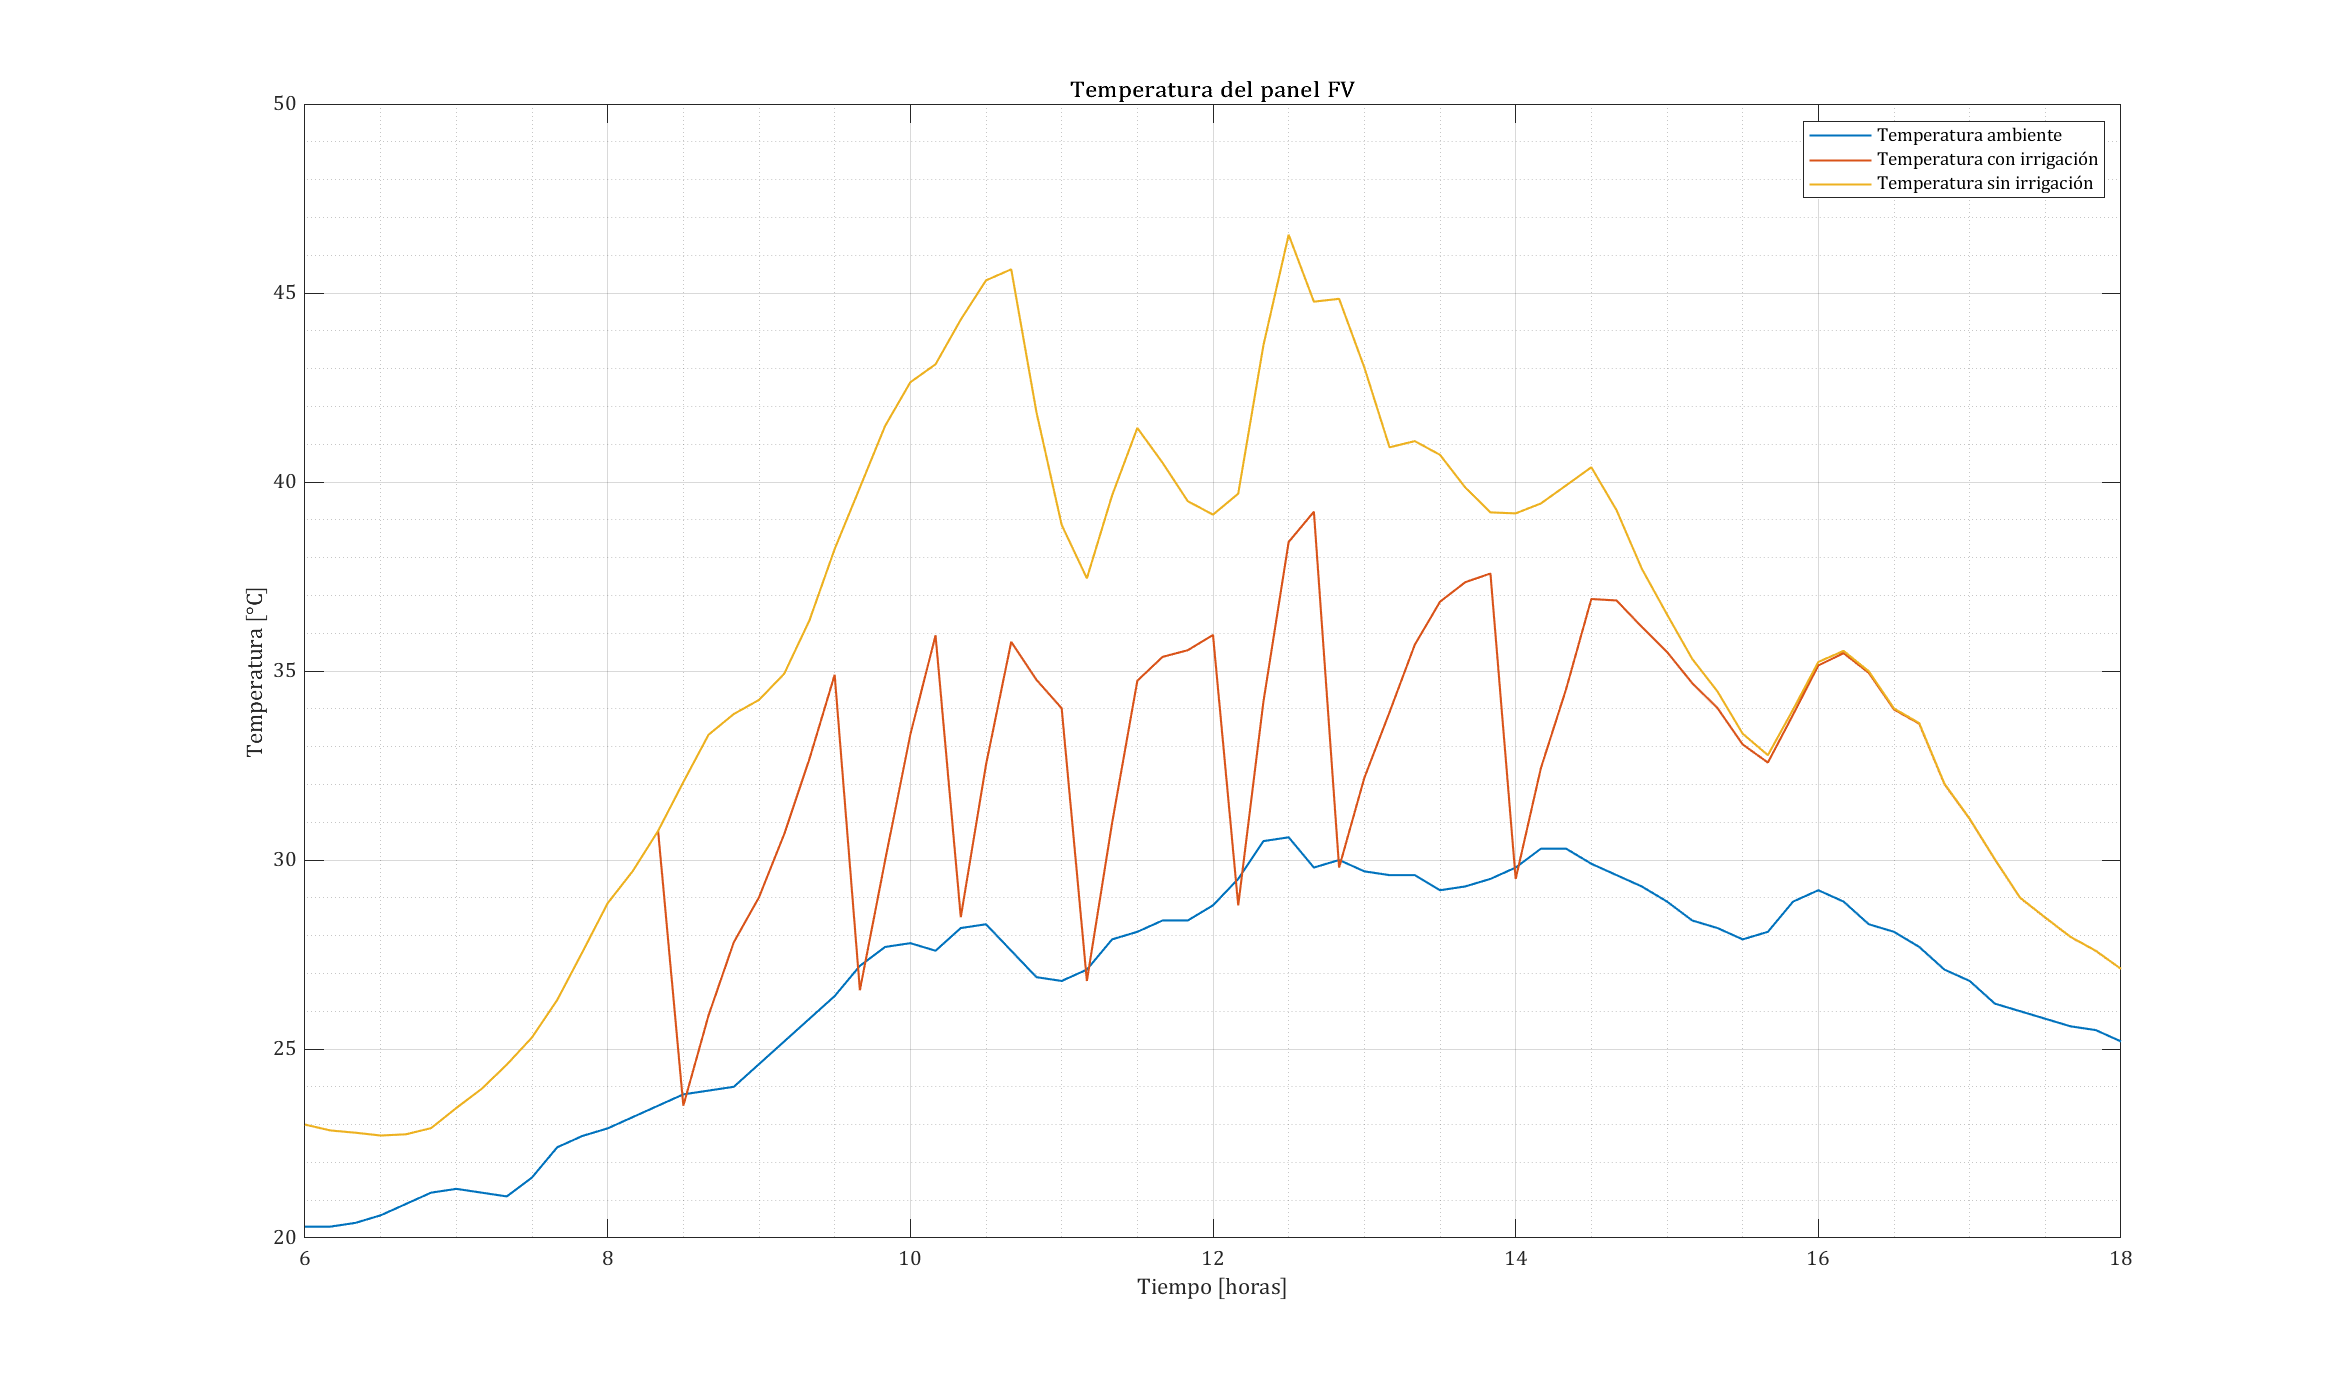 Temperatura del panel FV
50
45
40
35
30
25
20
Temperatura [°C]
Temperatura ambiente
Temperatura con irrigación
Temperatura sin irrigación
6 8 10 12 14 16 18
Tiempo [horas]